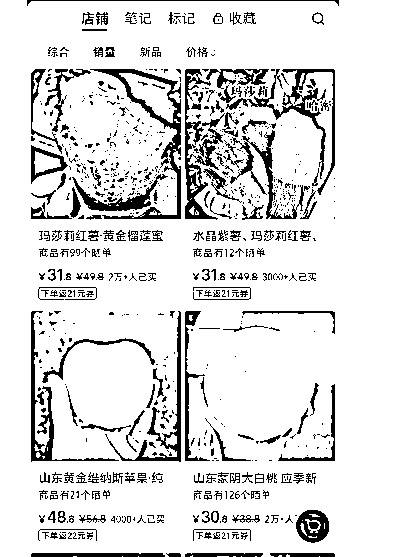 店铺 笔记 标记 收藏
综合 销量 新品 价格
玛莎莉
哈密
玛莎莉红薯·黄金榴莲蜜
商品有99个晒单
¥31.8 ¥49.8 2万+人已买
下单返21元券
水晶紫薯、玛莎莉红薯、
商品有12个晒单
¥31.8 ¥49.8 3000+人已买
下单返21元券
山东黄金维纳斯苹果·纯
商品有21个晒单
¥48.8 ¥56.8 4000+人已买
下单返22元券
山东蒙阴大白桃 应季新
商品有126个晒单
¥30.8 ¥38.8 2万+人
下单返21元券